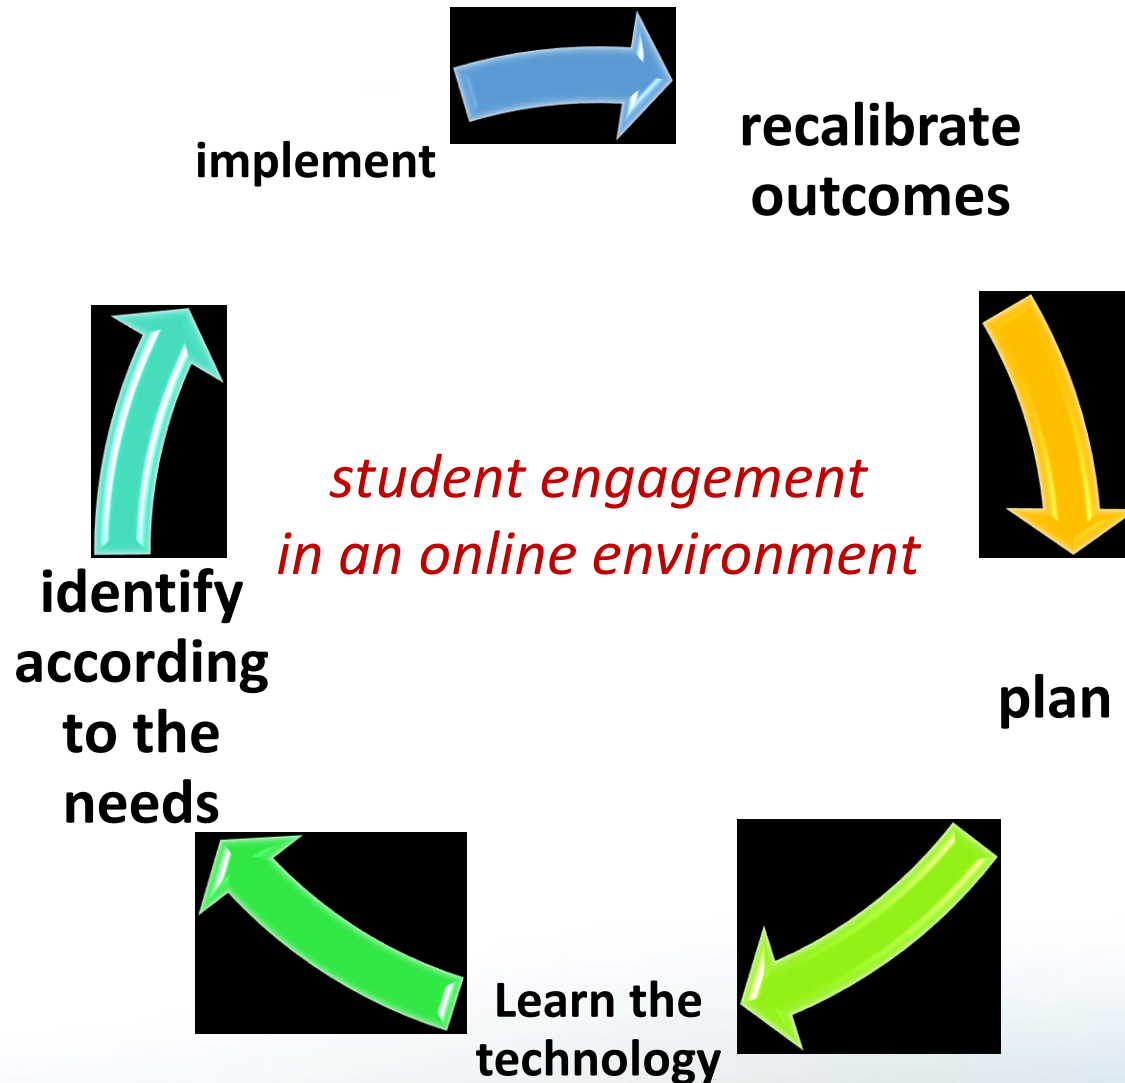 implement
recalibrate
outcomes
student engagement
in an online environment
identify
according
to the
needs
plan
Learn the
technology